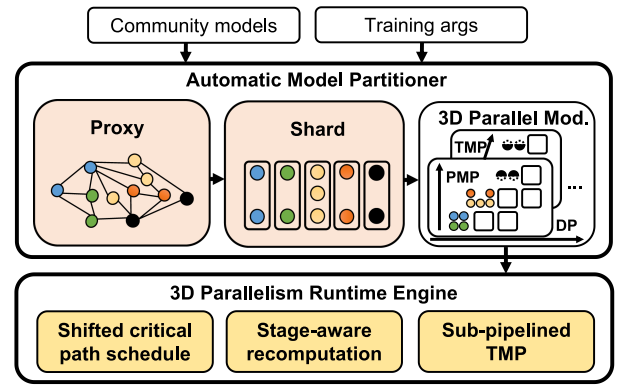 Community models
Training args
Automatic Model Partitioner
Proxy
Shard
3D Parallel Mod.
TMP
PMP
...
DP
3D Parallelism Runtime Engine
Shifted critical
path schedule
Stage-aware
recomputation
Sub-pipelined
TMP